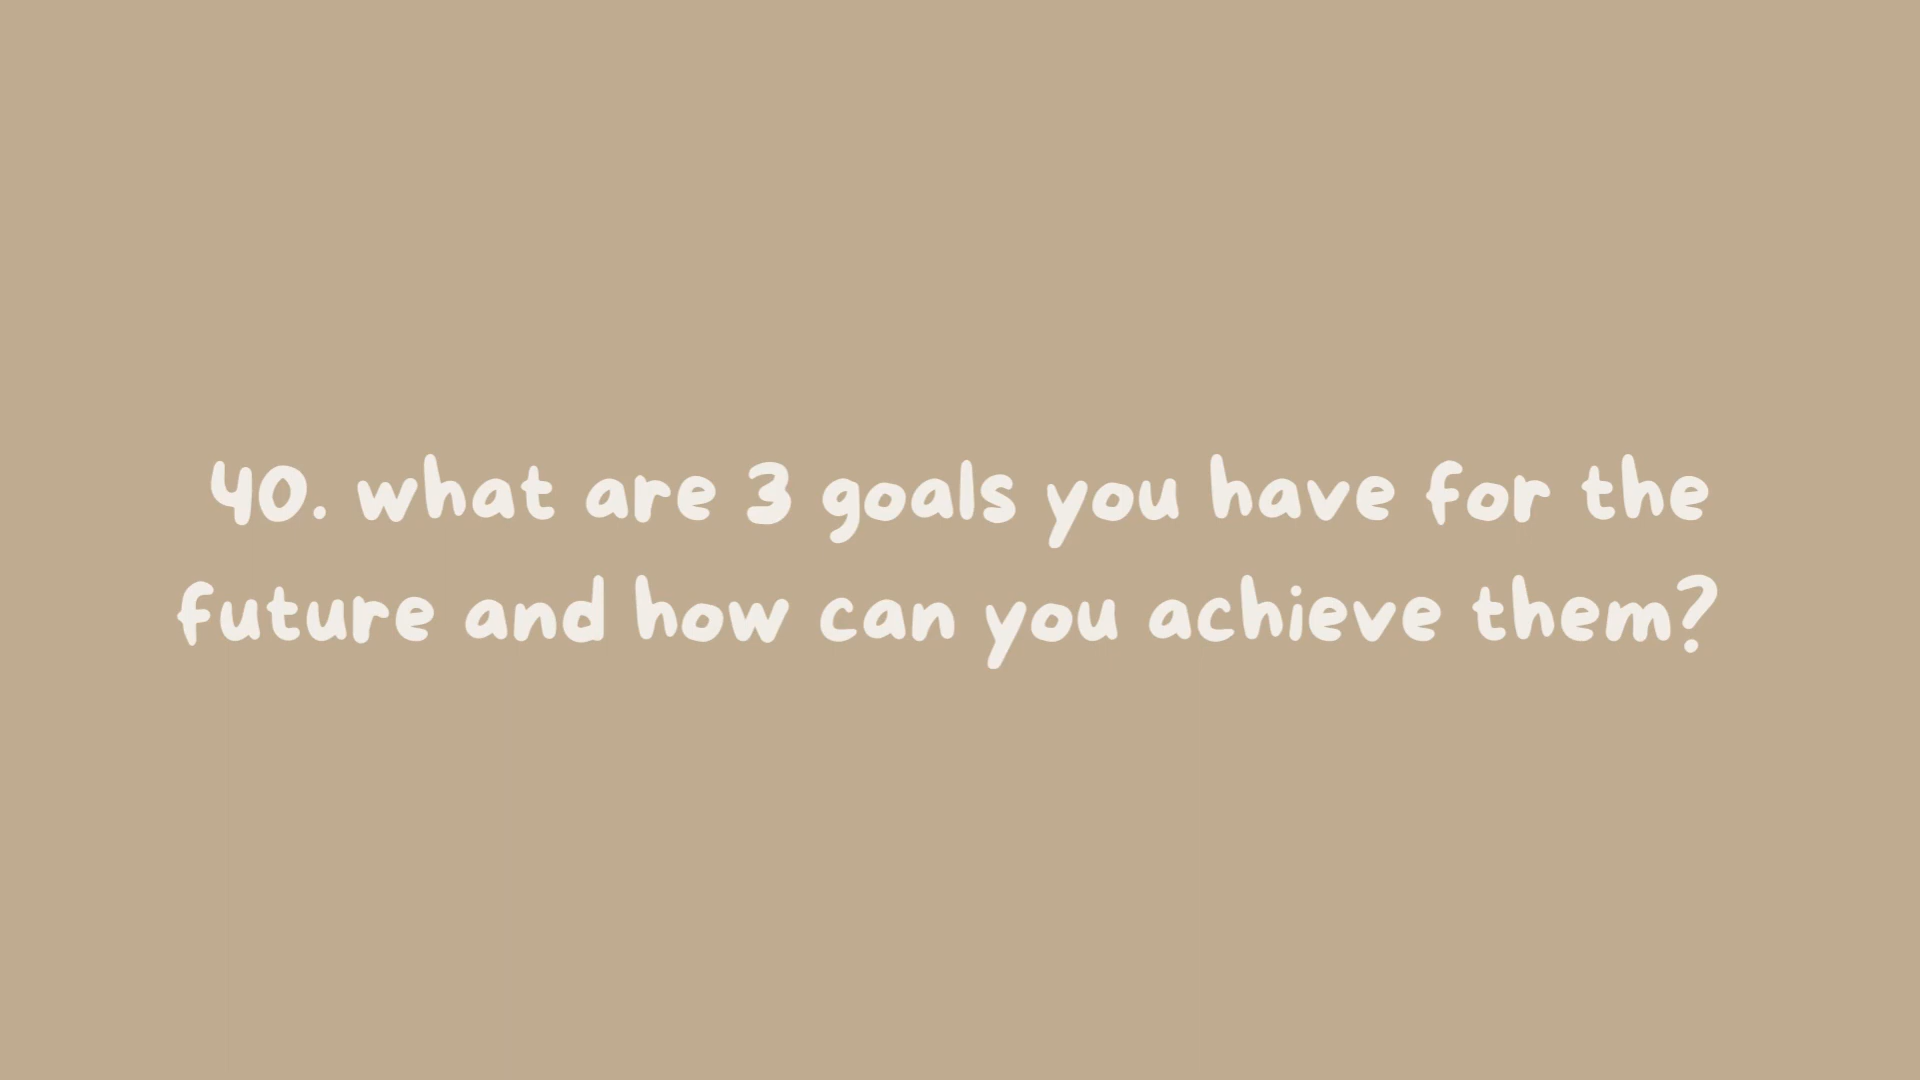 40. what are 3 goals you have for the
future and how can you achieve them?